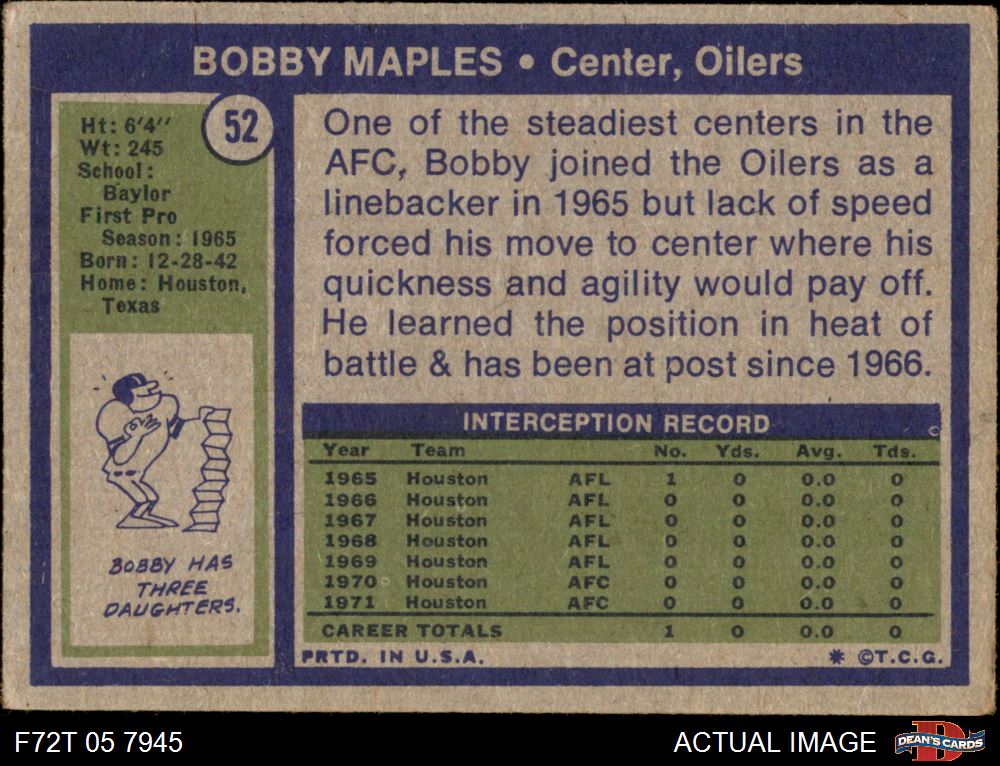 BOBBY MAPLES • Center, Oilers
52
Ht: 6'4''
Wt: 245
School:
Baylor
First Pro
Season: 1965
Born: 12-28-42
Home: Houston,
Texas
BOBBY HAS
THREE
DAUGHTERS.
One of the steadiest centers in the
AFC, Bobby joined the Oilers as a
linebacker in 1965 but lack of speed
forced his move to center where his
quickness and agility would pay off.
He learned the position in heat of
battle & has been at post since 1966.
INTERCEPTION RECORD
Year Team No. Yds. Avg. Tds.
1965 Houston AFL 1 0 0.0 0
1966 Houston AFL 0 0 0.0 0
1967 Houston AFL 0 0 0.0 0
1968 Houston AFL 0 0 0.0 0
1969 Houston AFL 0 0 0.0 0
1970 Houston AFC 0 0 0.0 0
1971 Houston AFC 0 0 0.0 0
CAREER TOTALS 1 0 0.0 0
PRTD. IN U.S.A. * ©T.C.G.
F72T 05 7945 ACTUAL IMAGE DEAN'S CARDS